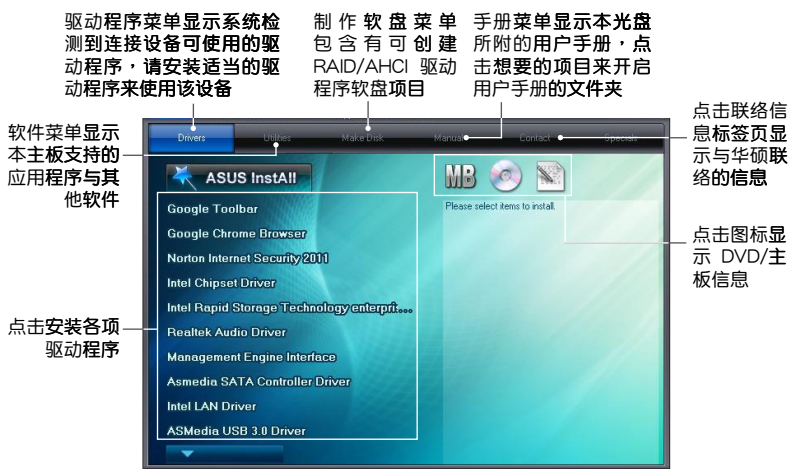 驱动程序菜单显示系统检
测到连接设备可使用的驱
动程序，请安装适当的驱
动程序来使用该设备
制作软盘菜单
包含有可创建
RAID/AHCI 驱动
程序软盘项目
手册菜单显示本光盘
所附的用户手册，点
击想要的项目来开启
用户手册的文件夹
点击联络信
息标签页显
示与华硕联
络的信息
软件菜单显示
本主板支持的
应用程序与其
他软件
Drivers
Utilities
Make Disk
Manual
Contact
Specials
ASUS InstAll
MB
Please select items to install.
Google Toolbar
Google Chrome Browser
Norton Internet Security 2011
Intel Chipset Driver
Intel Rapid Storage Technology enterpri:...
Realtek Audio Driver
Management Engine Interface
Asmedia SATA Controller Driver
Intel LAN Driver
ASMedia USB 3.0 Driver
点击图标显
示 DVD/主
板信息
点击安装各项
驱动程序